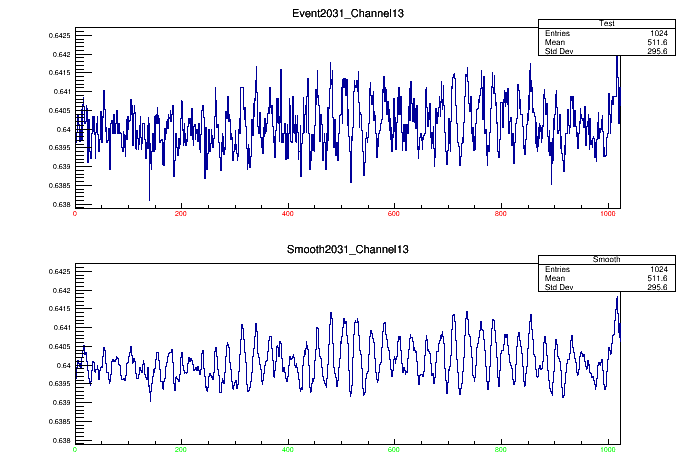 Event2031_Channel13
Test
Entries 1024
Mean 511.6
Std Dev 295.6
0.6425
0.642
0.6415
0.641
0.6405
0.64
0.6395
0.639
0.6385
0.638
0 200 400 600 800 1000
Smooth2031_Channel13
Smooth
Entries 1024
Mean 511.6
Std Dev 295.6
0.6425
0.642
0.6415
0.641
0.6405
0.64
0.6395
0.639
0.6385
0.638
0 200 400 600 800 1000